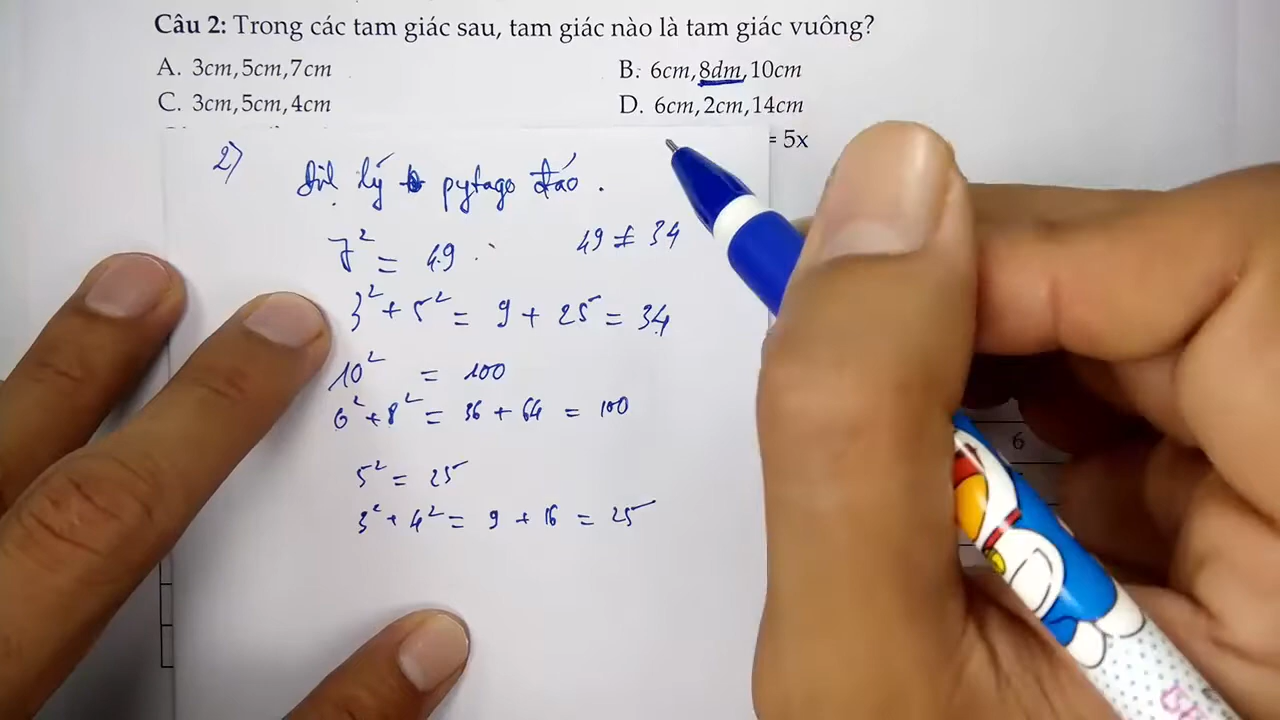 Câu 2: Trong các tam giác sau, tam giác nào là tam giác vuông?
A. 3cm,5cm,7cm
B. 6cm,8dm,10cm
C. 3cm,5cm,4cm
D. 6cm,2cm,14cm
= 5x
2)
lý pytago đảo .
7² = 49
49 ≠ 34
3² + 5² = 9 + 25 = 34
10² = 100
6² + 8² = 36 + 64 = 100
6
5² = 25
3² + 4² = 9 + 16 = 25